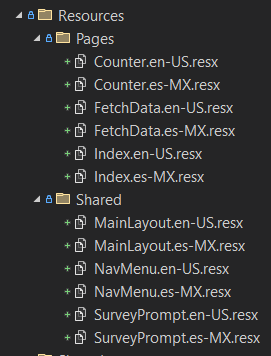 Resources
Pages
Counter.en-US.resx
Counter.es-MX.resx
FetchData.en-US.resx
FetchData.es-MX.resx
Index.en-US.resx
Index.es-MX.resx
Shared
MainLayout.en-US.resx
MainLayout.es-MX.resx
NavMenu.en-US.resx
NavMenu.es-MX.resx
SurveyPrompt.en-US.resx
SurveyPrompt.es-MX.resx